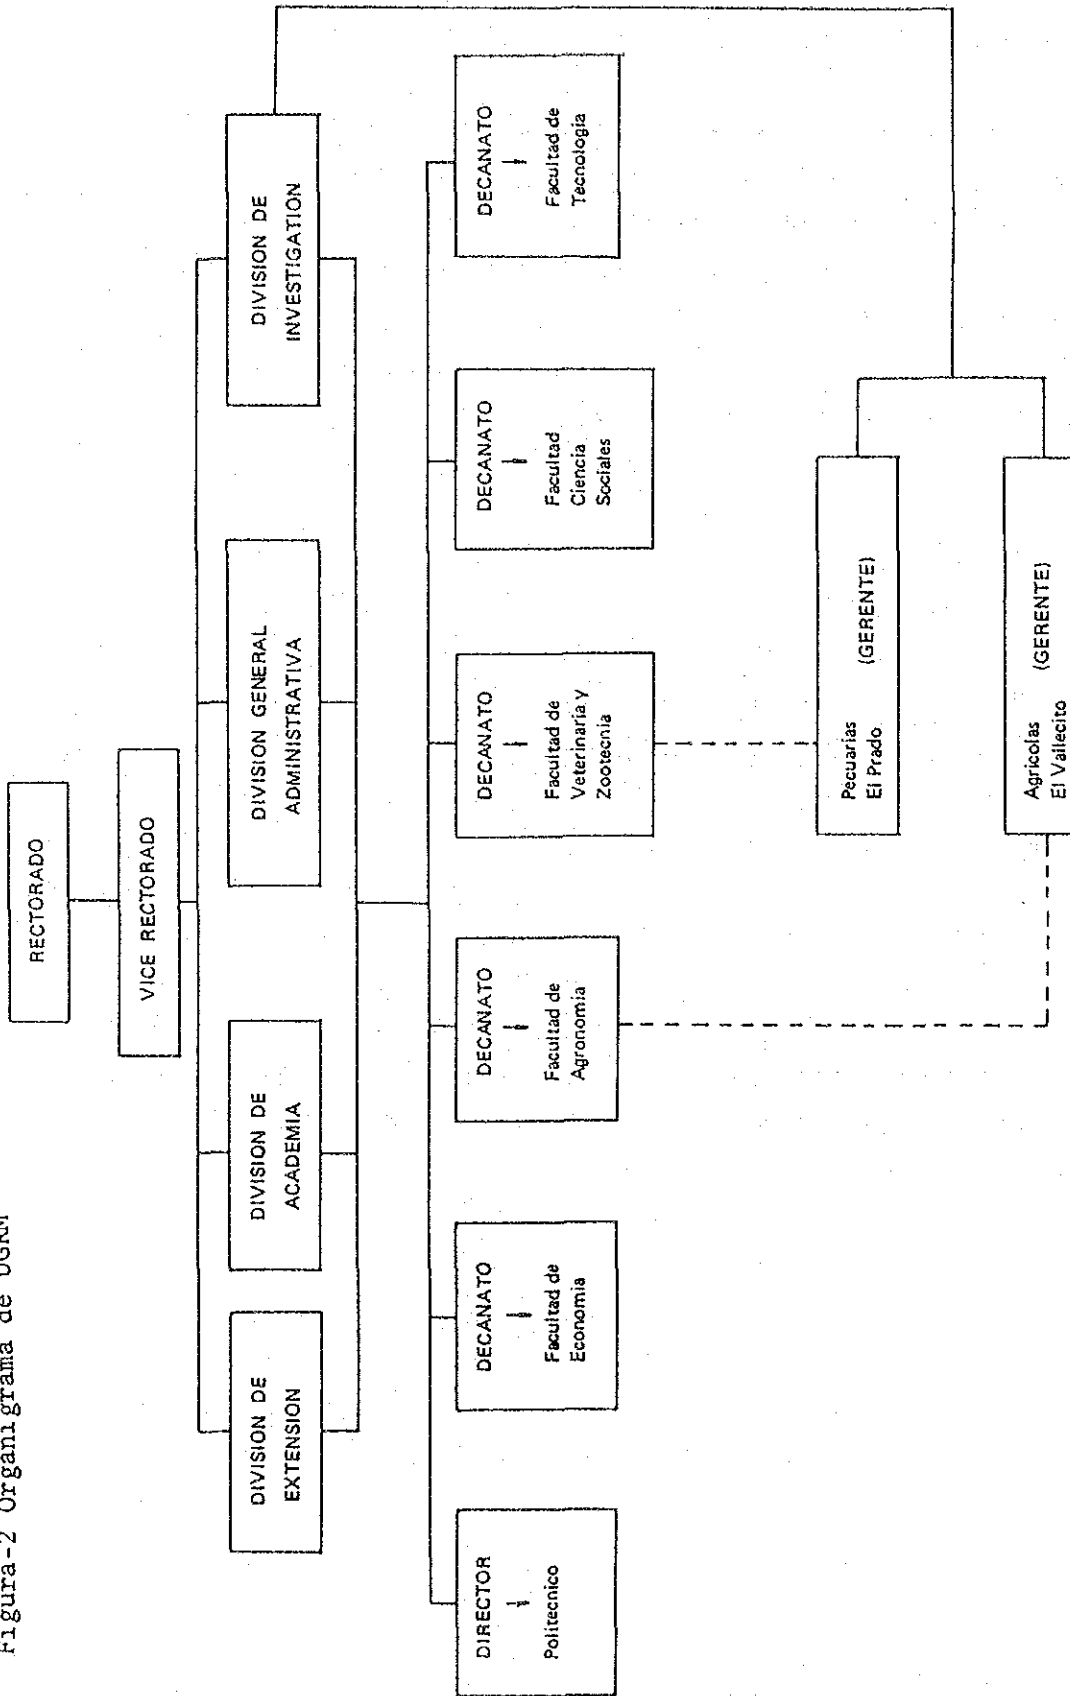 Figura-2 Organigrama de UGRM
RECTORADO
VICE RECTORADO
DIVISION DE
EXTENSION
DIVISION DE
ACADEMIA
DIVISION GENERAL
ADMINISTRATIVA
DIVISION DE
INVESTIGATION
DIRECTOR
Politecnico
DECANATO
Facultad de
Economia
DECANATO
Facultad de
Agronomia
DECANATO
Facultad de
Veterinaria y
Zootecnia
DECANATO
Facultad
Ciencia
Sociales
DECANATO
Facultad de
Tecnologia
Pecuarias
El Prado (GERENTE)
Agricolas
El Vallecito (GERENTE)